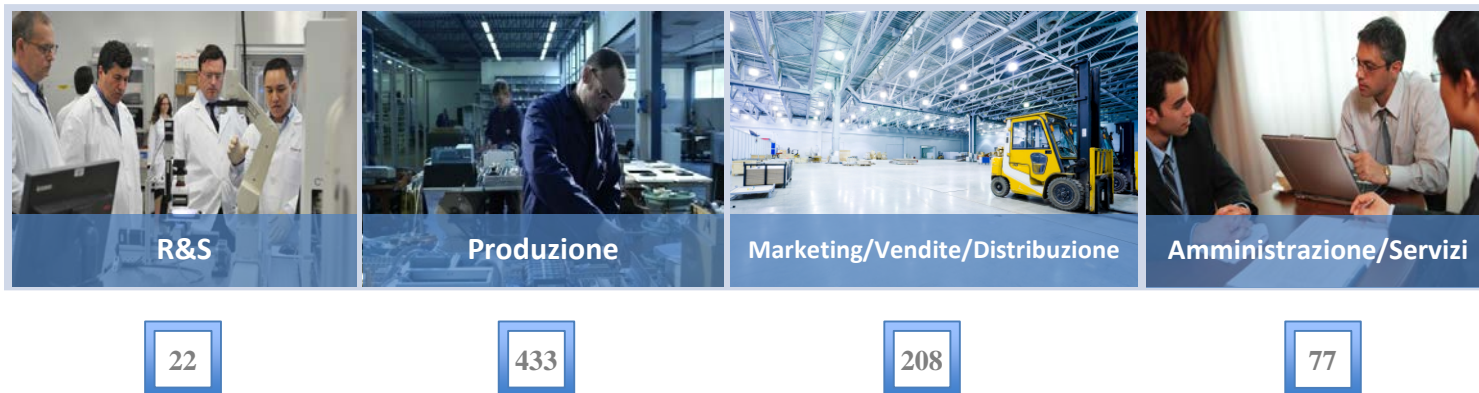 R&S
Produzione
Marketing/Vendite/Distribuzione
Amministrazione/Servizi
22
433
208
77